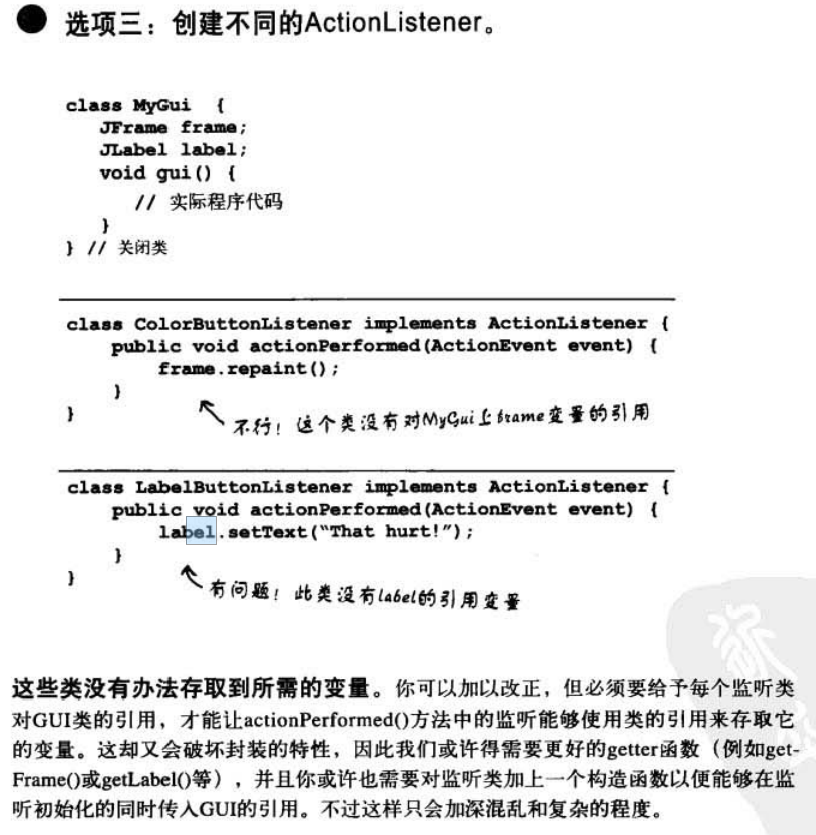 ● 选项三：创建不同的ActionListener。
class MyGui {
JFrame frame;
JLabel label;
void gui() {
// 实际程序代码
}
} // 关闭类
class ColorButtonListener implements ActionListener {
public void actionPerformed(ActionEvent event) {
frame.repaint();
}
}
不行！这个类没有对MyGui上frame变量的引用
class LabelButtonListener implements ActionListener {
public void actionPerformed(ActionEvent event) {
label.setText(“That hurt!”);
}
}
有问题！此类没有label的引用变量
这些类没有办法存取到所需的变量。你可以加以改正，但必须要给予每个监听类
对GUI类的引用，才能让actionPerformed()方法中的监听能够使用类的引用来存取它
的变量。这却又会破坏封装的特性，因此我们或许得需要更好的getter函数（例如get-
Frame()或getLabel()等），并且你或许也需要对监听类加上一个构造函数以便能够在监
听初始化的同时传入GUI的引用。不过这样只会加深混乱和复杂的程度。